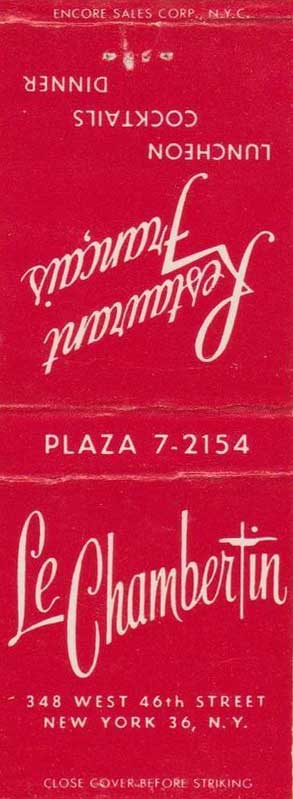 ENCORE SALES CORP., N.Y.C.
Restaurant
Français
LUNCHEON
COCKTAILS
DINNER
PLAZA 7-2154
Le Chambertin
348 WEST 46th STREET
NEW YORK 36, N.Y.
CLOSE COVER BEFORE STRIKING